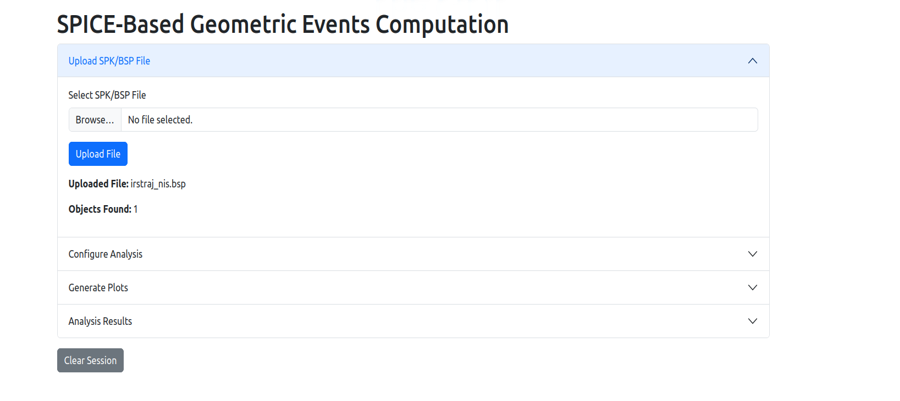 SPICE-Based Geometric Events Computation
Upload SPK/BSP File
Select SPK/BSP File
Browse... No file selected.
Upload File
Uploaded File: irstraj_nis.bsp
Objects Found: 1
Configure Analysis
Generate Plots
Analysis Results
Clear Session